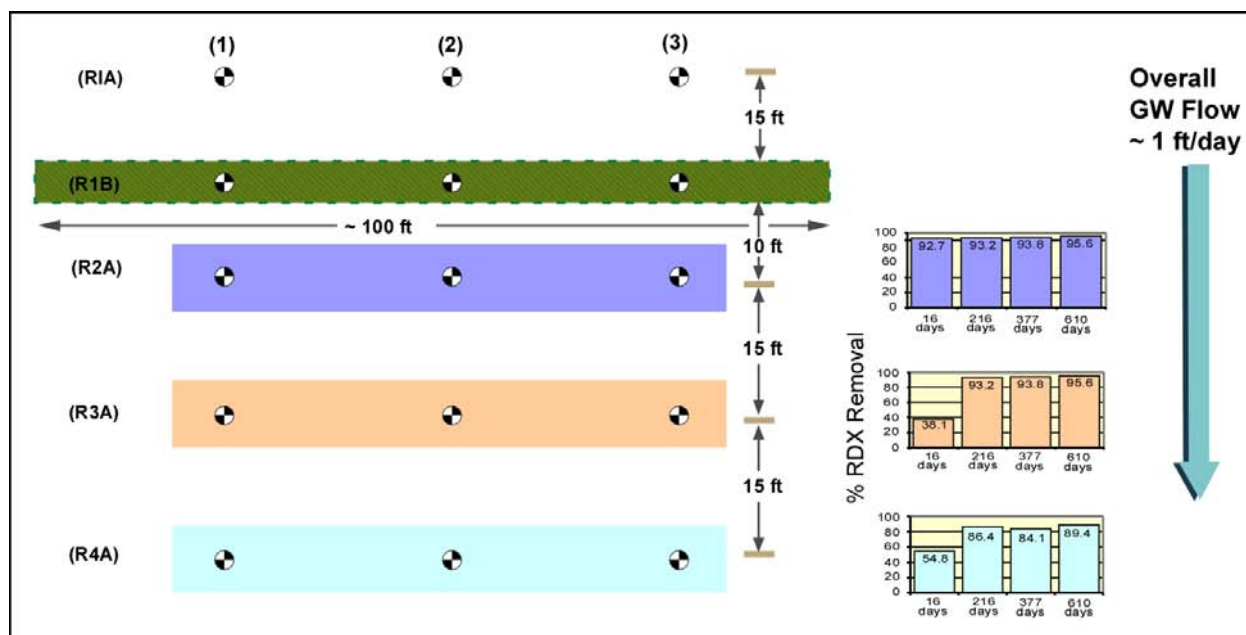 (1)
(2)
(3)
(RIA)
15 ft
Overall
GW Flow
~ 1 ft/day
(R1B)
~ 100 ft
10 ft
(R2A)
100
80
60
40
20
0
92.7
93.2
93.8
95.6
16
days
216
days
377
days
610
days
15 ft
(R3A)
% RDX Removal
100
80
60
40
20
0
38.1
93.2
93.8
95.6
16
days
216
days
377
days
610
days
15 ft
(R4A)
100
80
60
40
20
0
54.8
86.4
84.1
89.4
16
days
216
days
377
days
610
days